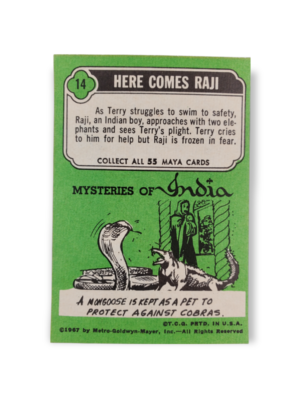 14
HERE COMES RAJI
As Terry struggles to swim to safety,
Raji, an Indian boy, approaches with two ele-
phants and sees Terry's plight. Terry cries
to him for help but Raji is frozen in fear.
COLLECT ALL 55 MAYA CARDS
MYSTERIES OF India
A MONGOOSE IS KEPT AS A PET TO
PROTECT AGAINST COBRAS.
©T.C.G. PRTD. IN U.S.A.
©1967 by Metro-Goldwyn-Mayer, Inc.—All Rights Reserved